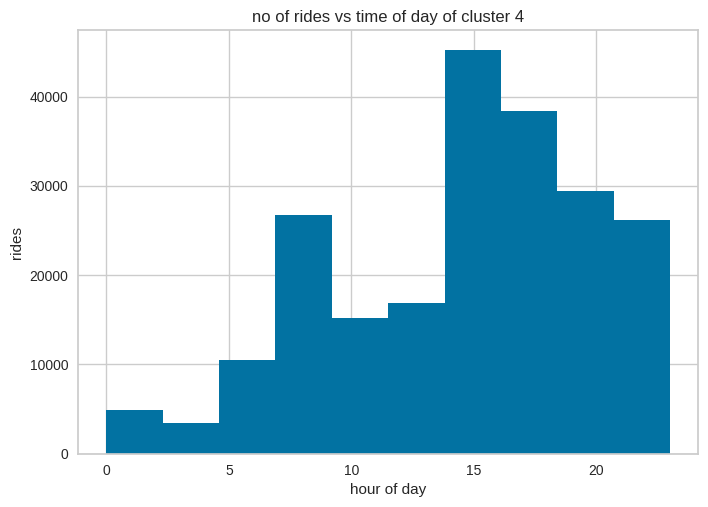 no of rides vs time of day of cluster 4
40000
30000
20000
10000
0
rides
0 5 10 15 20
hour of day